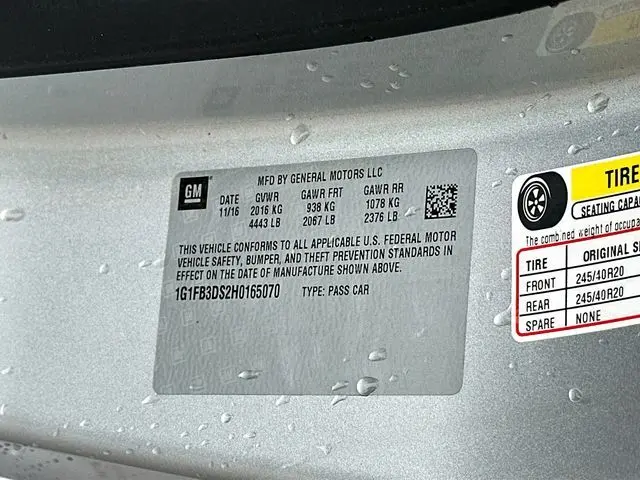 GM
MFD BY GENERAL MOTORS LLC
DATE GVWR GAWR FRT GAWR RR
11/16 2016 KG 938 KG 1078 KG
4443 LB 2067 LB 2376 LB
THIS VEHICLE CONFORMS TO ALL APPLICABLE U.S. FEDERAL MOTOR
VEHICLE SAFETY, BUMPER, AND THEFT PREVENTION STANDARDS IN
EFFECT ON THE DATE OF MANUFACTURE SHOWN ABOVE.
1G1FB3DS2H0165070 TYPE: PASS CAR
TIRE
SEATING CAPA
The combined weight of occupa
TIRE ORIGINAL S
FRONT 245/40R20
REAR 245/40R20
SPARE NONE